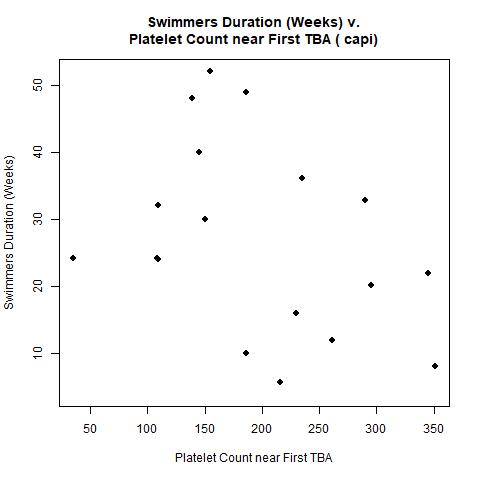 Swimmers Duration (Weeks) v.
Platelet Count near First TBA ( capi)
Swimmers Duration (Weeks)
50
40
30
20
10
50 100 150 200 250 300 350
Platelet Count near First TBA